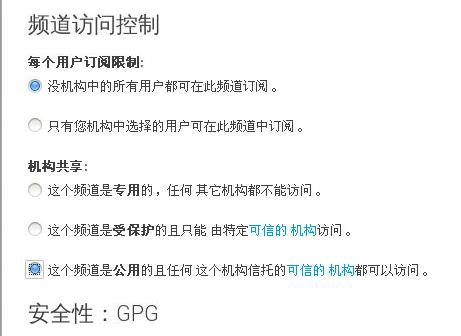 频道访问控制
每个用户订阅限制:
没机构中的所有用户都可在此频道订阅 。
只有您机构中选择的用户可在此频道中订阅 。
机构共享:
这个频道是专用的 , 任何 其它机构都不能访问 。
这个频道是受保护的且只能 由特定可信的 机构访问 。
这个频道是公用的且任何 这个机构信托的可信的 机构都可以访问 。
安全性：GPG